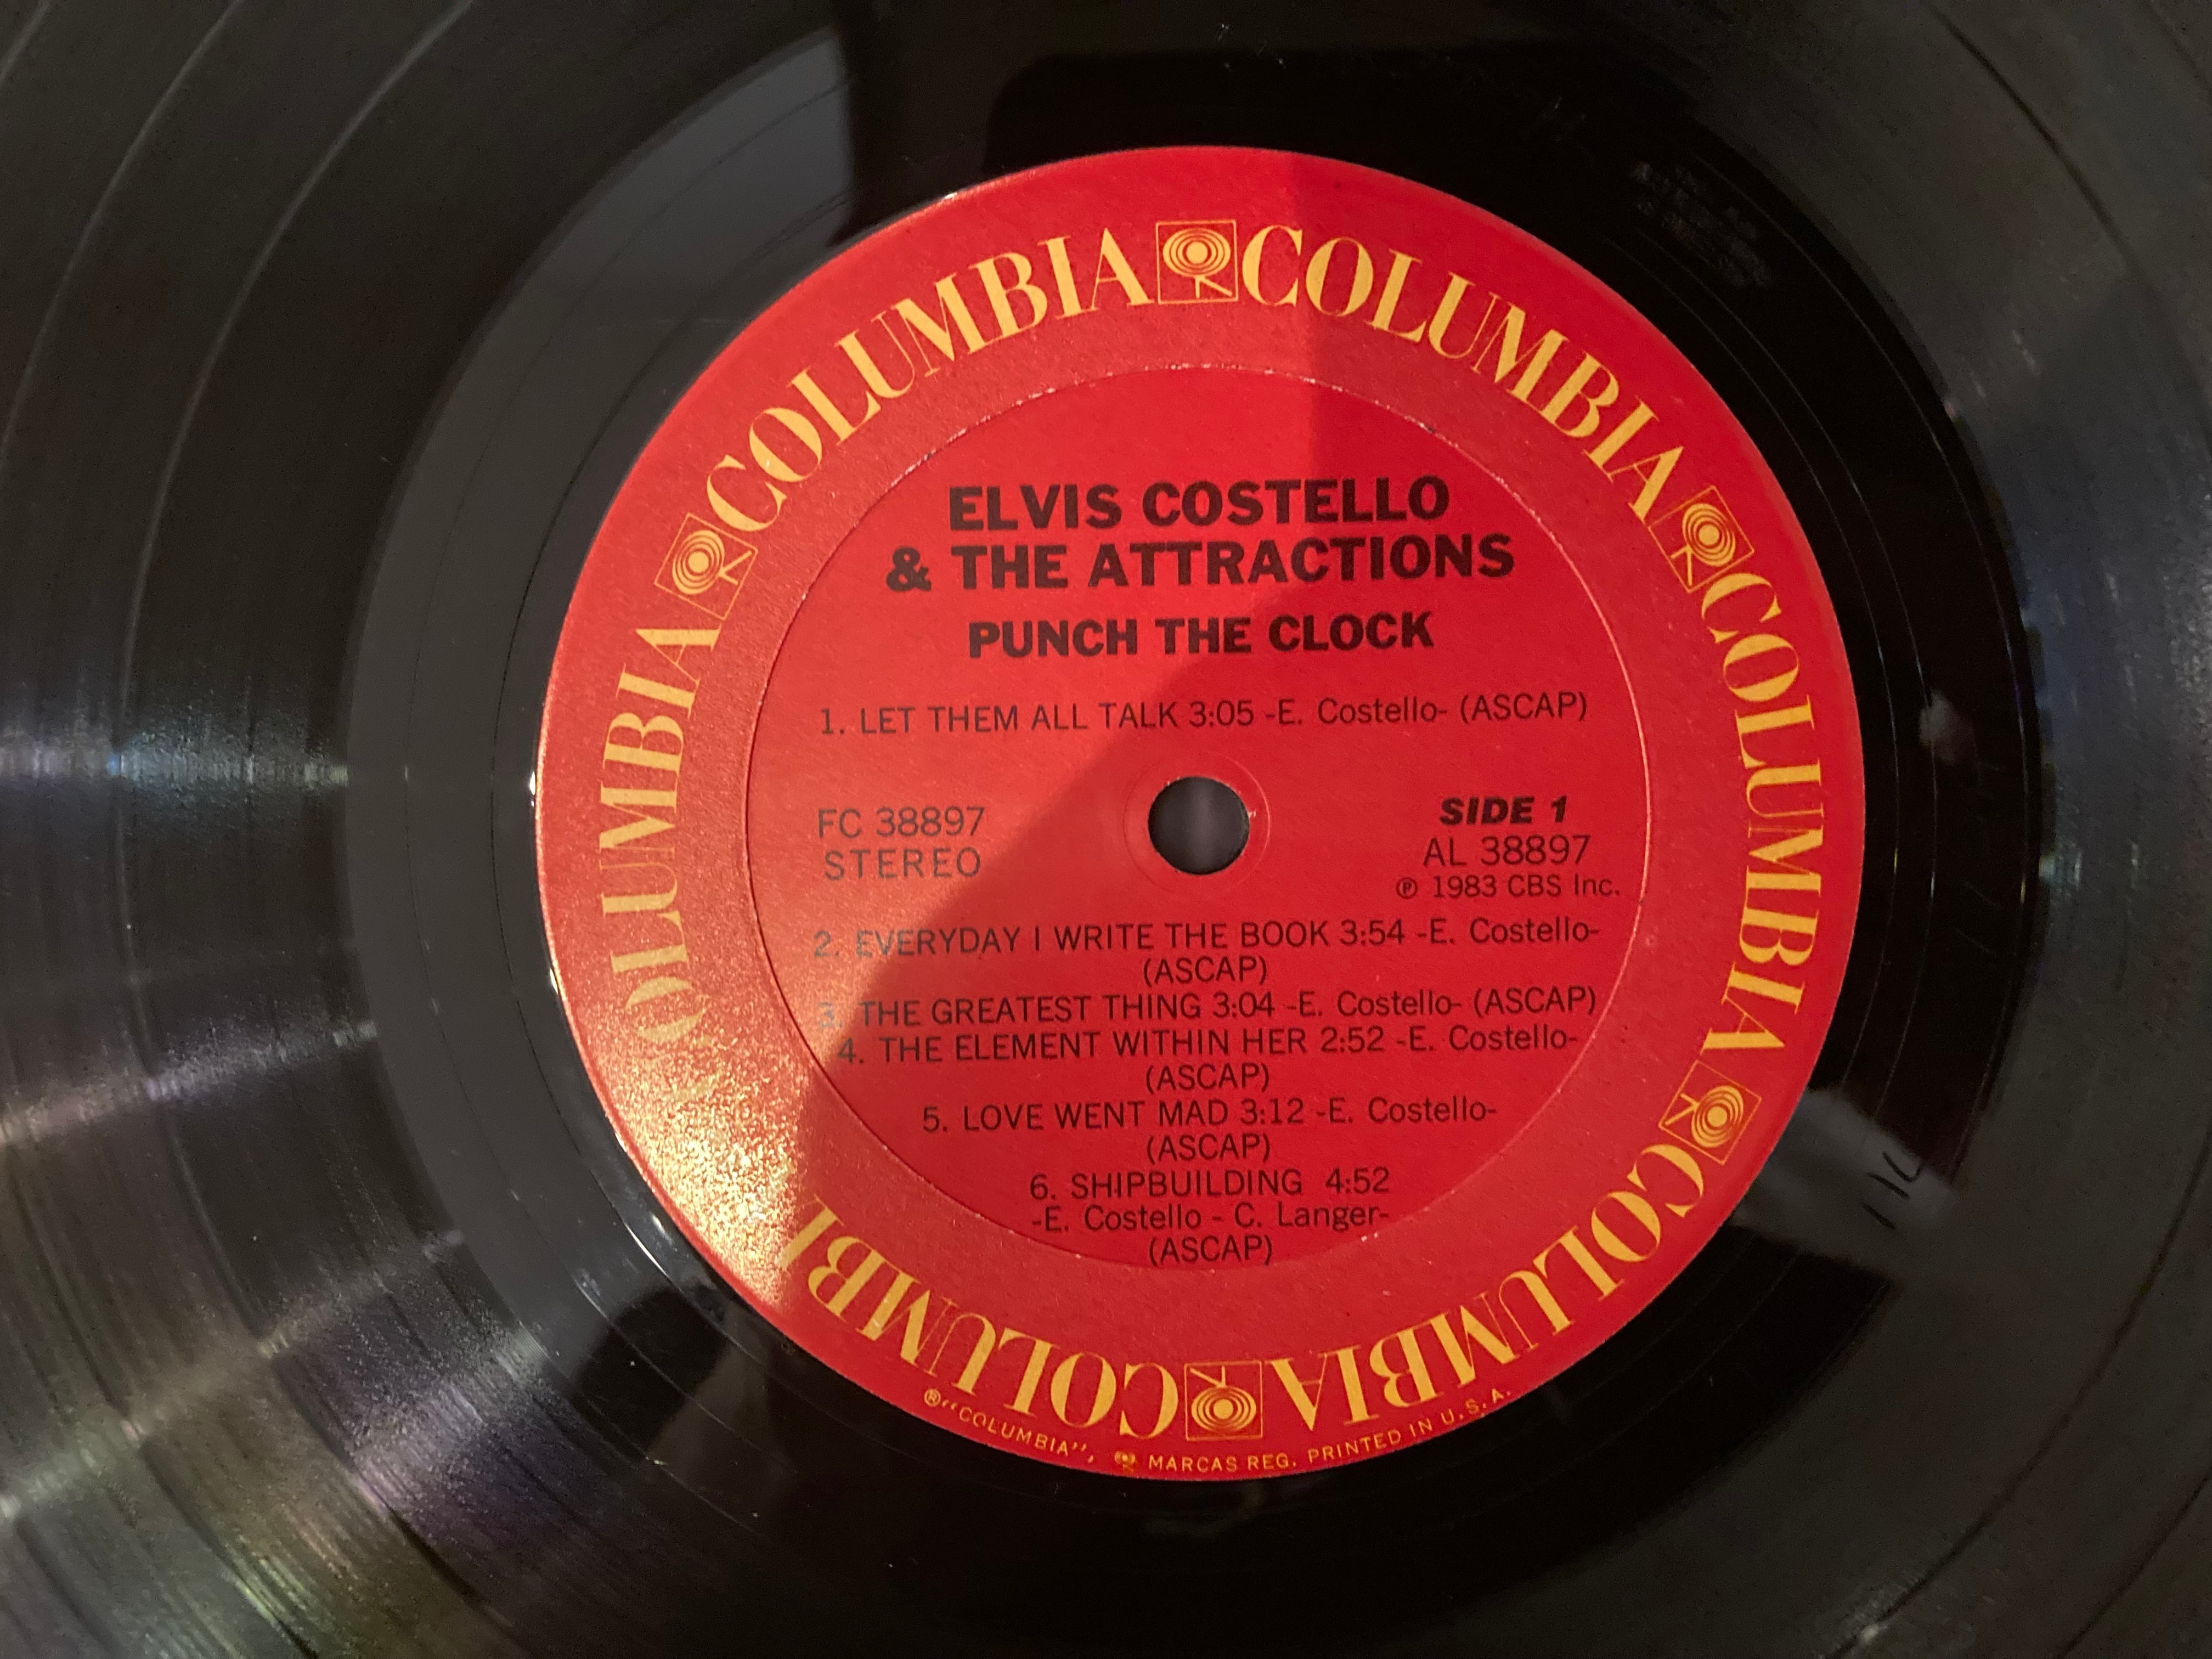 COLUMBIA COLUMBIA COLUMBIA COLUMBIA COLUMBI COLUMBIA
ELVIS COSTELLO
& THE ATTRACTIONS
PUNCH THE CLOCK
1. LET THEM ALL TALK 3:05 -E. Costello- (ASCAP)
FC 38897
STEREO
SIDE 1
AL 38897
℗ 1983 CBS Inc.
2. EVERYDAY I WRITE THE BOOK 3:54 -E. Costello-
(ASCAP)
3. THE GREATEST THING 3:04 -E. Costello- (ASCAP)
4. THE ELEMENT WITHIN HER 2:52 -E. Costello-
(ASCAP)
5. LOVE WENT MAD 3:12 -E. Costello-
(ASCAP)
6. SHIPBUILDING 4:52
-E. Costello - C. Langer-
(ASCAP)
®"COLUMBIA", MARCAS REG. PRINTED IN U.S.A.